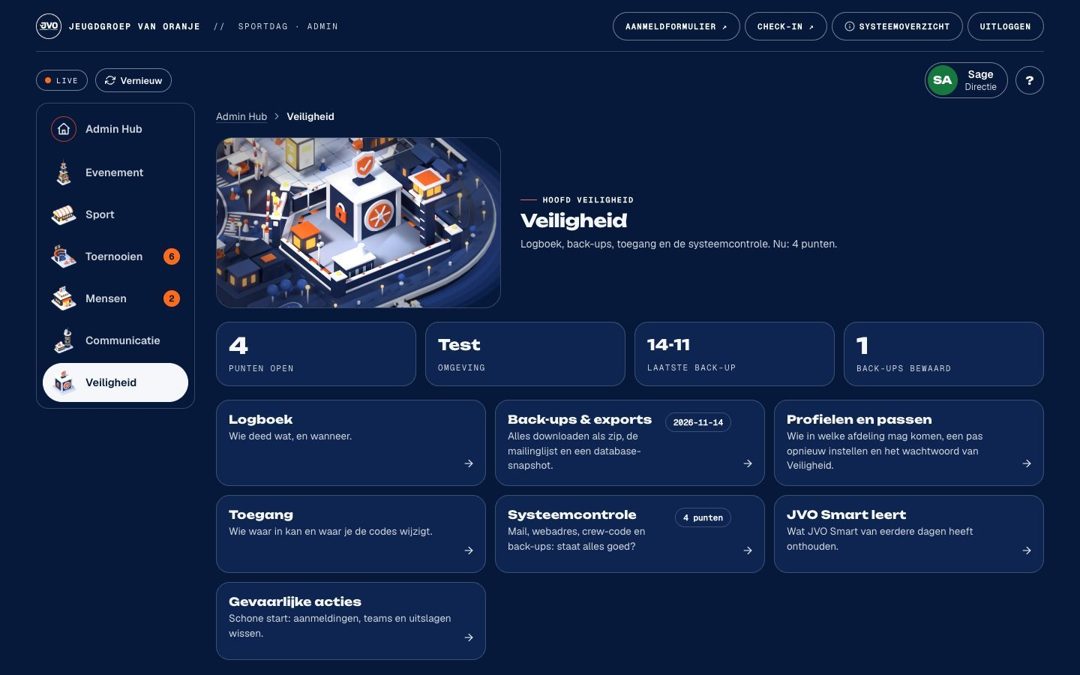 JVO JEUGDGROEP VAN ORANJE // SPORTDAG · ADMIN
AANMELDFORMULIER ↗
CHECK-IN ↗
SYSTEEMOVERZICHT
UITLOGGEN
LIVE
Vernieuw
SA
Sage
Directie
?
Admin Hub
Evenement
Sport
Toernooien 6
Mensen 2
Communicatie
Veiligheid
Admin Hub > Veiligheid
HOOFD VEILIGHEID
Veiligheid
Logboek, back-ups, toegang en de systeemcontrole. Nu: 4 punten.
4
PUNTEN OPEN
Test
OMGEVING
14-11
LAATSTE BACK-UP
1
BACK-UPS BEWAARD
Logboek
Wie deed wat, en wanneer.
→
Back-ups & exports
2026-11-14
Alles downloaden als zip, de
mailinglijst en een database-
snapshot.
→
Profielen en passen
Wie in welke afdeling mag komen, een pas
opnieuw instellen en het wachtwoord van
Veiligheid.
→
Toegang
Wie waar in kan en waar je de codes wijzigt.
→
Systeemcontrole
4 punten
Mail, webadres, crew-code en
back-ups: staat alles goed?
→
JVO Smart leert
Wat JVO Smart van eerdere dagen heeft
onthouden.
→
Gevaarlijke acties
Schone start: aanmeldingen, teams en uitslagen
wissen.
→